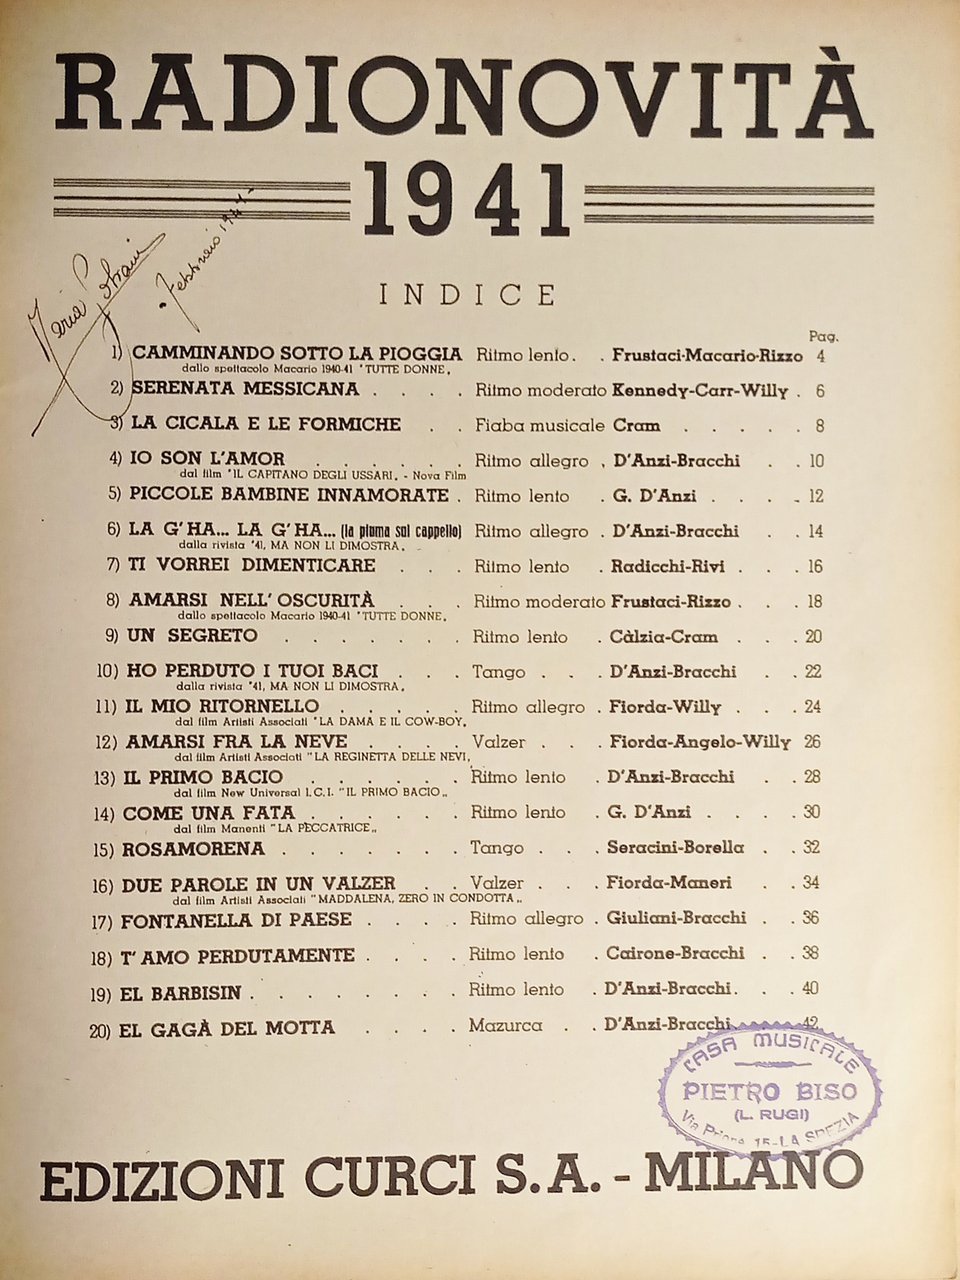 RADIONOVITÀ
1941
Febbraio 1941-
Maria
INDICE
Pag.
1) CAMMINANDO SOTTO LA PIOGGIA Ritmo lento. . Frustaci-Macario-Rizzo 4
dallo spettacolo Macario 1940-41 "TUTTE DONNE„
2) SERENATA MESSICANA . . . . Ritmo moderato Kennedy-Carr-Willy . 6
3) LA CICALA E LE FORMICHE . . Fiaba musicale Cram . . . . . 8
4) IO SON L'AMOR . . . . . Ritmo allegro . D'Anzi-Bracchi . . 10
dal film "IL CAPITANO DEGLI USSARI„ - Nova Film
5) PICCOLE BAMBINE INNAMORATE . Ritmo lento . G. D'Anzi . . . . 12
6) LA G'HA... LA G'HA... (la piuma sul cappello) Ritmo allegro . D'Anzi-Bracchi . . 14
dalla rivista "41, MA NON LI DIMOSTRA„
7) TI VORREI DIMENTICARE . . . Ritmo lento . Radicchi-Rivi . . . 16
8) AMARSI NELL'OSCURITÀ . . . Ritmo moderato Frustaci-Rizzo . . . 18
dallo spettacolo Macario 1940-41 "TUTTE DONNE„
9) UN SEGRETO . . . . . . . Ritmo lento . Càlzia-Cram . . . 20
10) HO PERDUTO I TUOI BACI . . . Tango . . . D'Anzi-Bracchi . . 22
dalla rivista "41, MA NON LI DIMOSTRA„
11) IL MIO RITORNELLO . . . . . Ritmo allegro . Fiorda-Willy . . . 24
dal film Artisti Associati "LA DAMA E IL COW-BOY„
12) AMARSI FRA LA NEVE . . . . Valzer . . . Fiorda-Angelo-Willy 26
dal film Artisti Associati "LA REGINETTA DELLE NEVI„
13) IL PRIMO BACIO . . . . . . Ritmo lento . D'Anzi-Bracchi . . 28
dal film New Universal I.C.I. "IL PRIMO BACIO„
14) COME UNA FATA . . . . . . Ritmo lento . G. D'Anzi . . . . 30
dal film Manenti "LA PECCATRICE„
15) ROSAMORENA . . . . . . . Tango . . . Seracini-Borella . . 32
16) DUE PAROLE IN UN VALZER . . Valzer . . . Fiorda-Maneri . . 34
dal film Artisti Associati "MADDALENA, ZERO IN CONDOTTA„
17) FONTANELLA DI PAESE . . . . Ritmo allegro . Giuliani-Bracchi . . 36
18) T'AMO PERDUTAMENTE . . . . Ritmo lento . Cairone-Bracchi . . 38
19) EL BARBISIN . . . . . . . . Ritmo lento . D'Anzi-Bracchi. . . 40
20) EL GAGÀ DEL MOTTA . . . . Mazurca . . D'Anzi-Bracchi 42
CASA MUSICALE
PIETRO BISO
(L. RUGI)
Via Prione 15-LA SPEZIA
EDIZIONI CURCI S.A. - MILANO